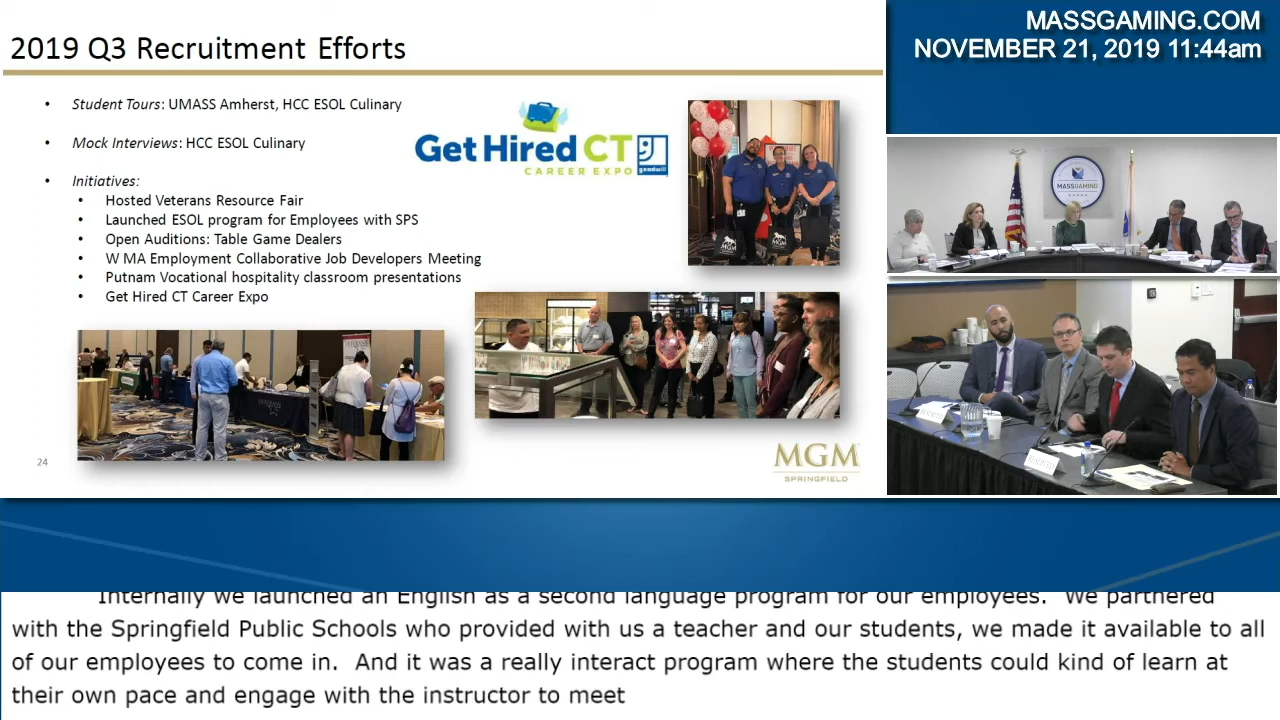 2019 Q3 Recruitment Efforts
• Student Tours: UMASS Amherst, HCC ESOL Culinary
• Mock Interviews: HCC ESOL Culinary
• Initiatives:
• Hosted Veterans Resource Fair
• Launched ESOL program for Employees with SPS
• Open Auditions: Table Game Dealers
• W MA Employment Collaborative Job Developers Meeting
• Putnam Vocational hospitality classroom presentations
• Get Hired CT Career Expo
Get Hired CT
CAREER EXPO
goodwill
MGM
MGM
24
MGM
SPRINGFIELD
MASSGAMING.COM
NOVEMBER 21, 2019 11:44am
MASSGAMING
Internally we launched an English as a second language program for our employees. We partnered
with the Springfield Public Schools who provided with us a teacher and our students, we made it available to all
of our employees to come in. And it was a really interact program where the students could kind of learn at
their own pace and engage with the instructor to meet